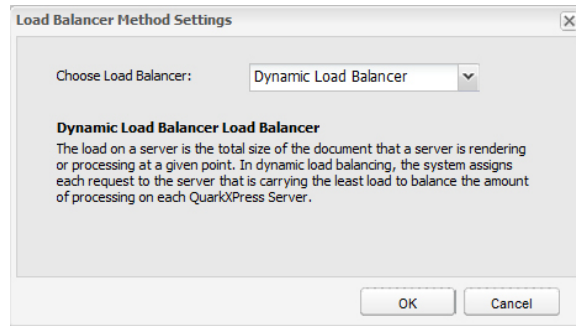 Load Balancer Method Settings
Choose Load Balancer:
Dynamic Load Balancer
Dynamic Load Balancer Load Balancer
The load on a server is the total size of the document that a server is rendering
or processing at a given point. In dynamic load balancing, the system assigns
each request to the server that is carrying the least load to balance the amount
of processing on each QuarkXPress Server.
OK
Cancel